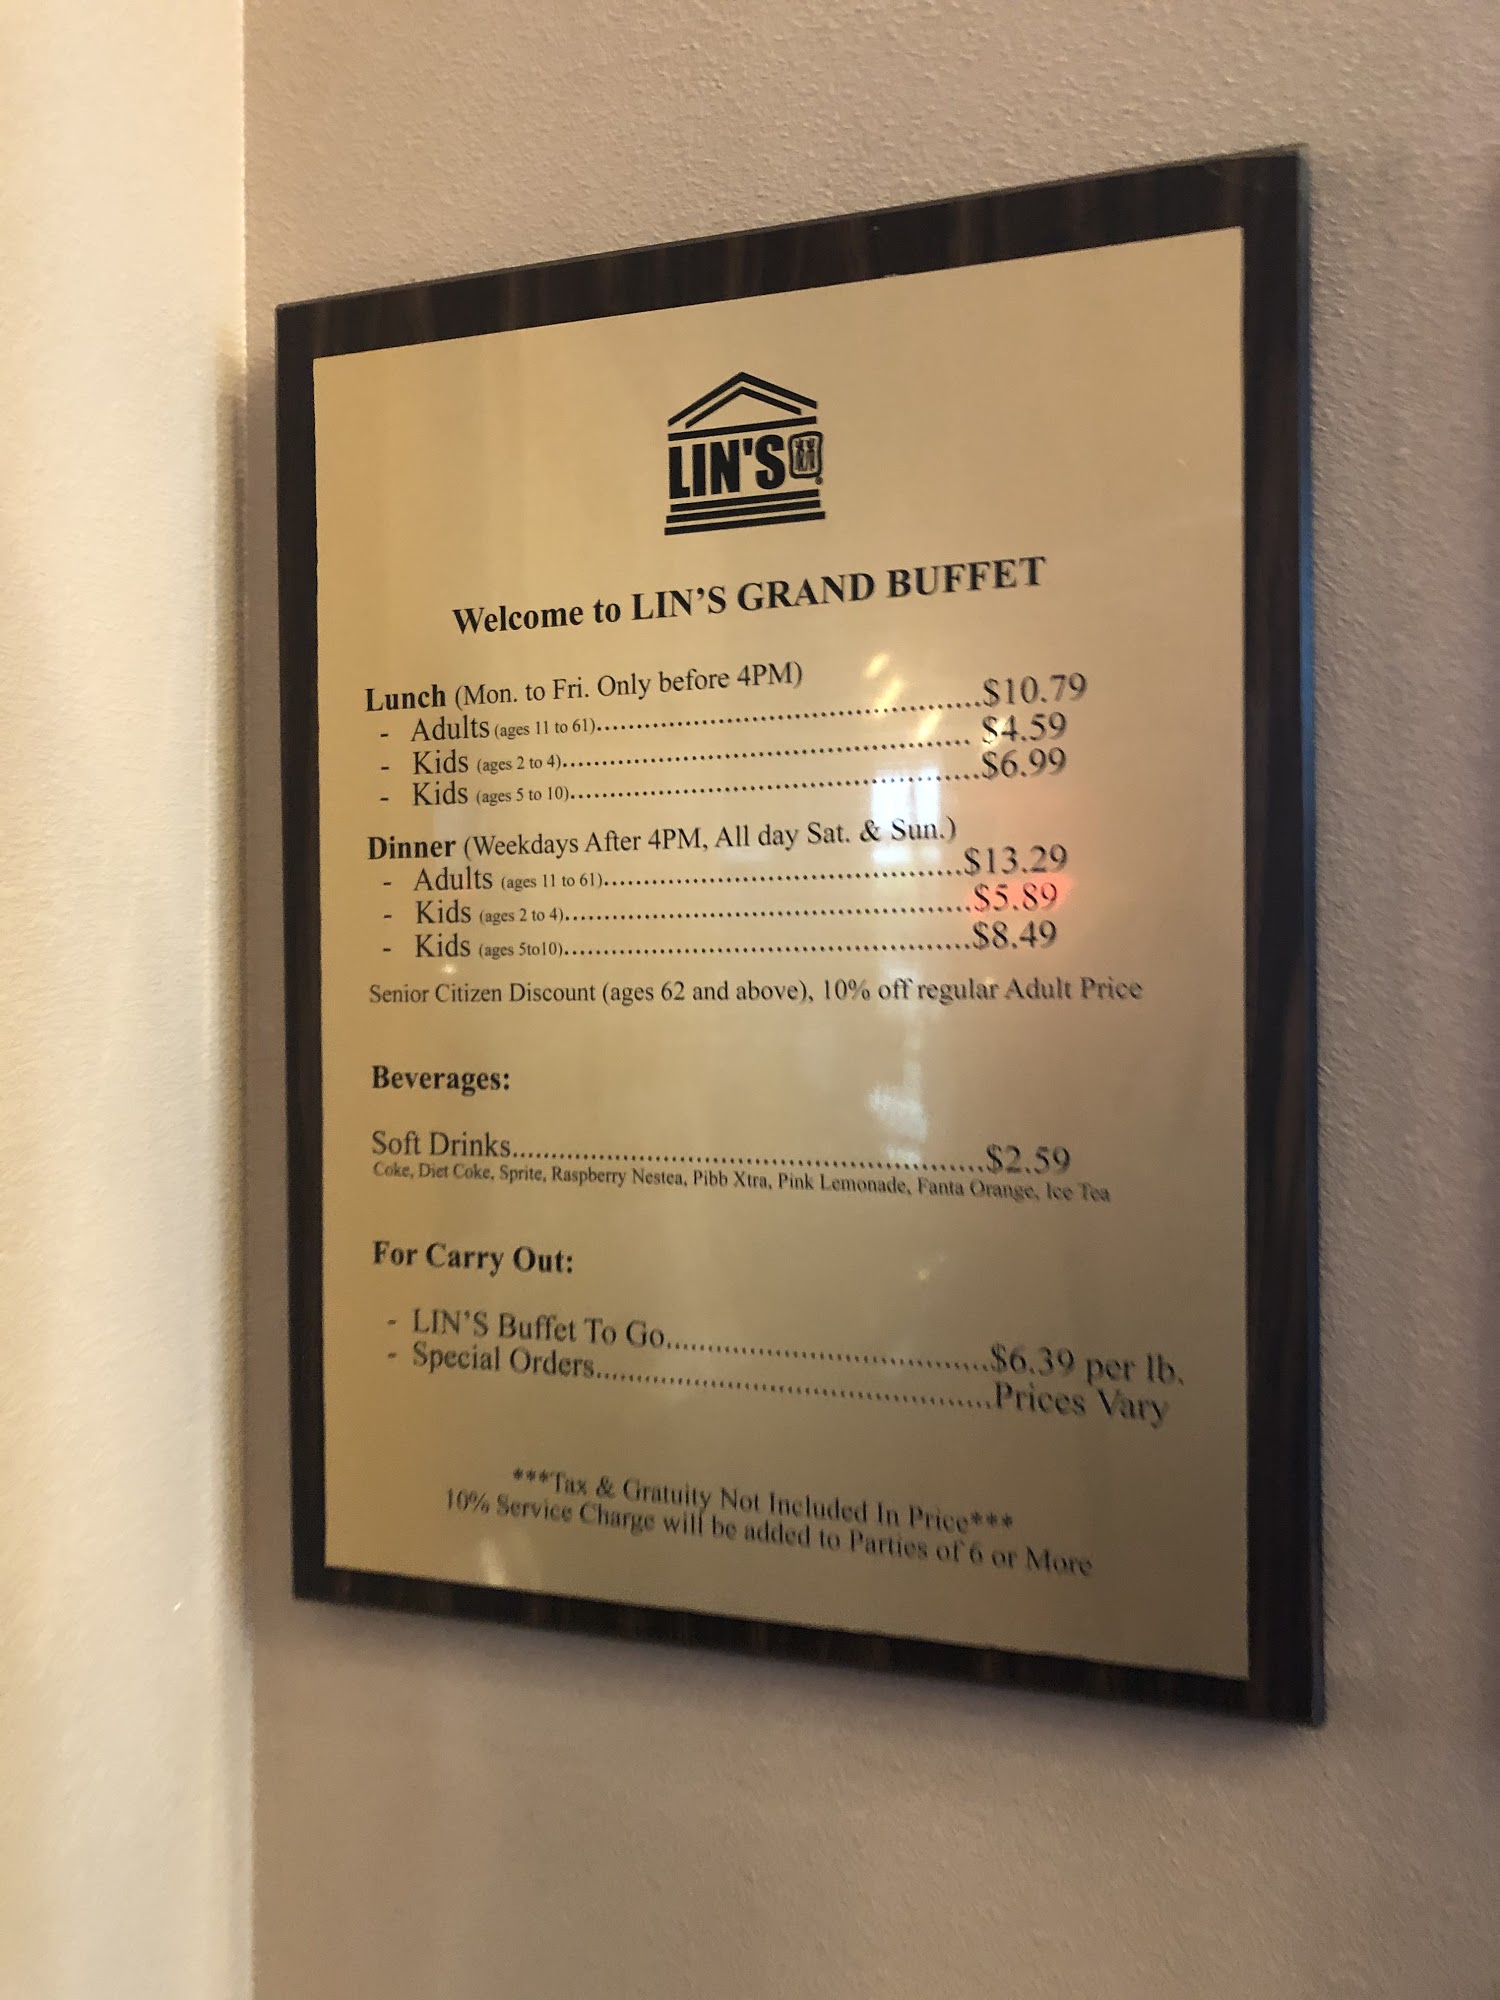 LIN'S
Welcome to LIN'S GRAND BUFFET
Lunch (Mon. to Fri. Only before 4PM)
- Adults (ages 11 to 61)....................$10.79
- Kids (ages 2 to 4)....................$4.59
- Kids (ages 5 to 10)....................$6.99
Dinner (Weekdays After 4PM, All day Sat. & Sun.)
- Adults (ages 11 to 61)....................$13.29
- Kids (ages 2 to 4)....................$5.89
- Kids (ages 5to10)....................$8.49
Senior Citizen Discount (ages 62 and above), 10% off regular Adult Price
Beverages:
Soft Drinks....................$2.59
Coke, Diet Coke, Sprite, Raspberry Nestea, Pibb Xtra, Pink Lemonade, Fanta Orange, Ice Tea
For Carry Out:
- LIN'S Buffet To Go....................$6.39 per lb.
- Special Orders....................Prices Vary
***Tax & Gratuity Not Included In Price***
10% Service Charge will be added to Parties of 6 or More